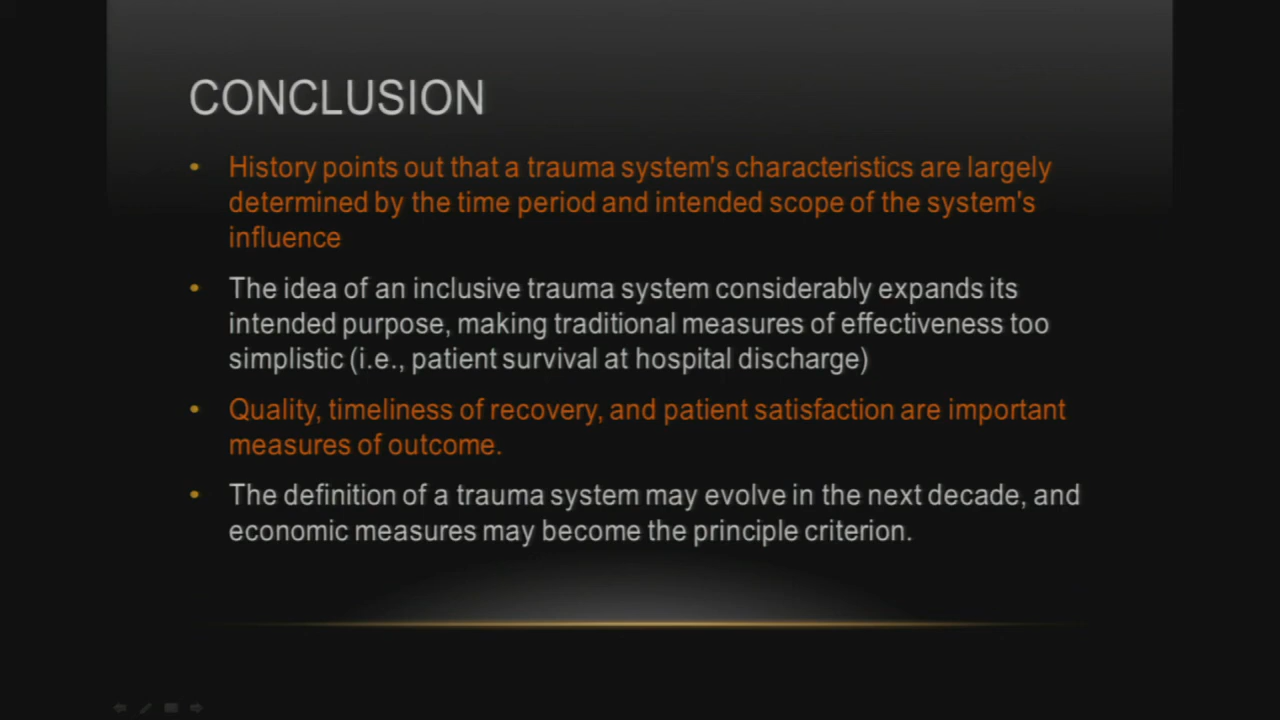 CONCLUSION
• History points out that a trauma system's characteristics are largely
determined by the time period and intended scope of the system's
influence
• The idea of an inclusive trauma system considerably expands its
intended purpose, making traditional measures of effectiveness too
simplistic (i.e., patient survival at hospital discharge)
• Quality, timeliness of recovery, and patient satisfaction are important
measures of outcome.
• The definition of a trauma system may evolve in the next decade, and
economic measures may become the principle criterion.